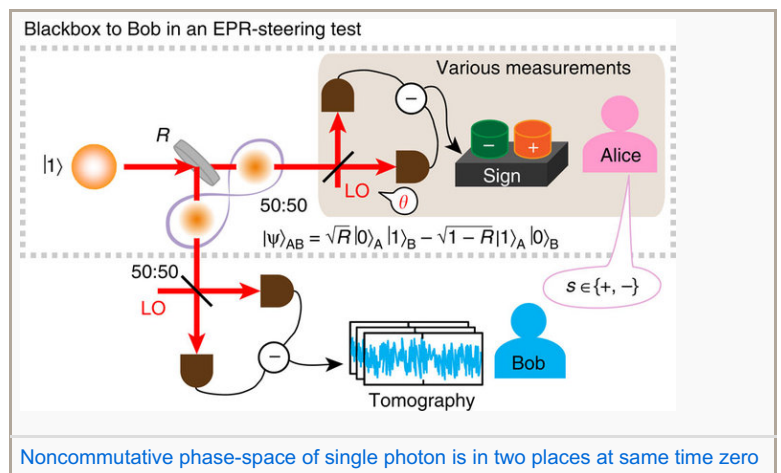 Blackbox to Bob in an EPR-steering test
Various measurements
R
|1⟩
−
− +
Sign
Alice
LO
θ
50:50
|ψ⟩AB = √R |0⟩A |1⟩B − √1 − R |1⟩A |0⟩B
s ∈ {+, −}
50:50
LO
−
Bob
Tomography
Noncommutative phase-space of single photon is in two places at same time zero